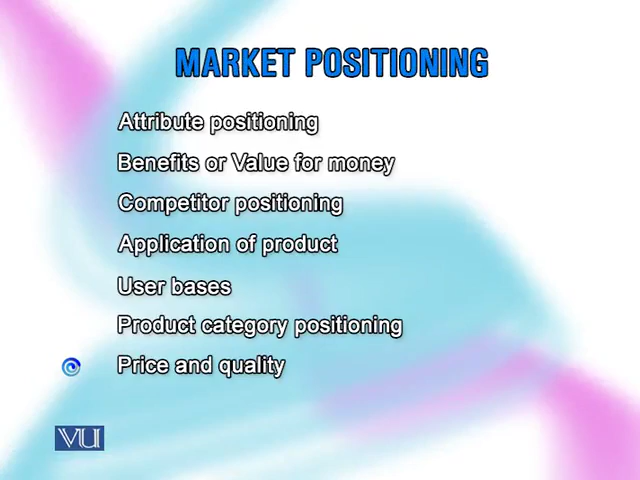 MARKET POSITIONING
Attribute positioning
Benefits or Value for money
Competitor positioning
Application of product
User bases
Product category positioning
Price and quality
VU